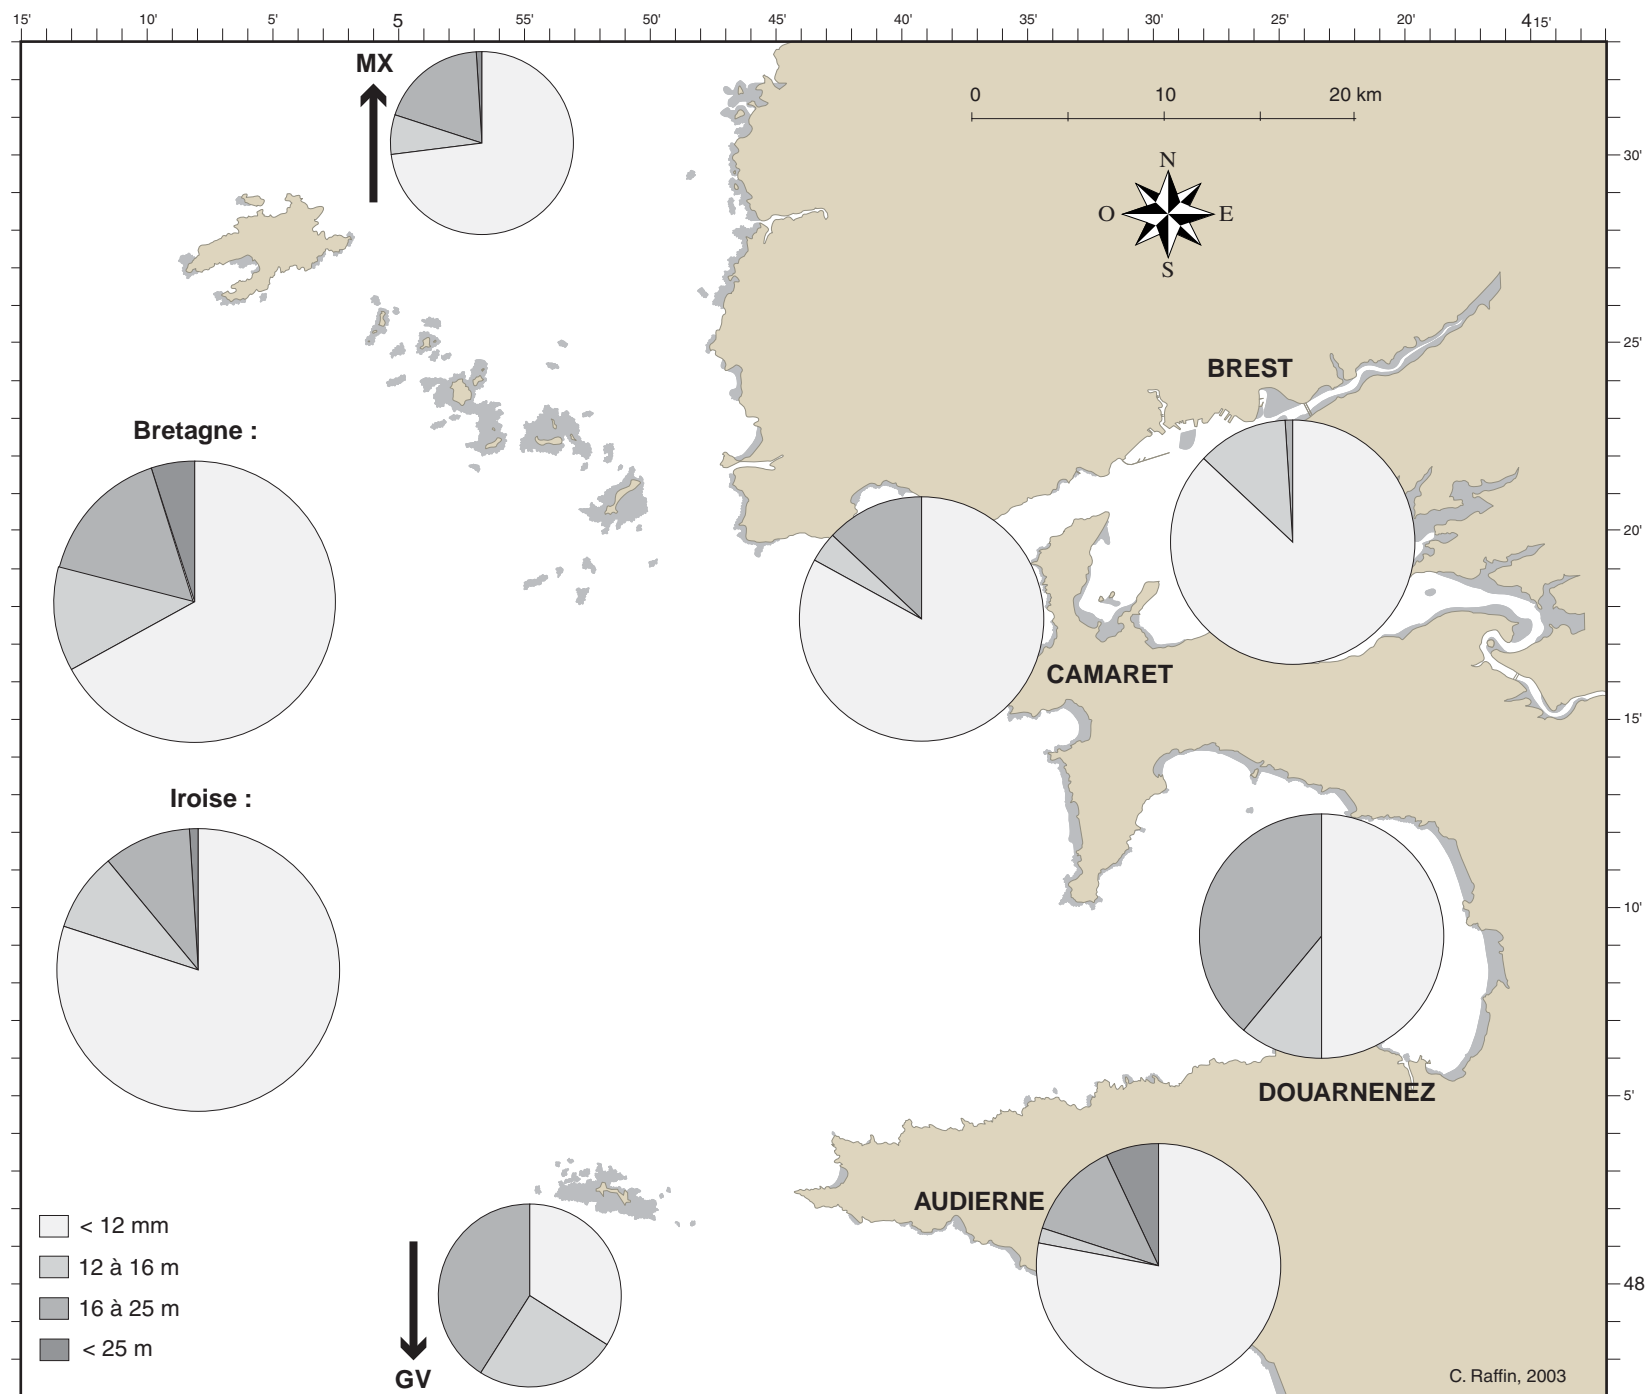 15' 10' 5' 5 55' 50' 45' 40' 35' 30' 25' 20' 4 15'
MX
0 10 20 km
N
30'
O E
S
25'
BREST
Bretagne :
20'
CAMARET
15'
Iroise :
10'
DOUARNENEZ
5'
AUDIERNE
< 12 mm
12 à 16 m
48
16 à 25 m
< 25 m
GV
C. Raffin, 2003